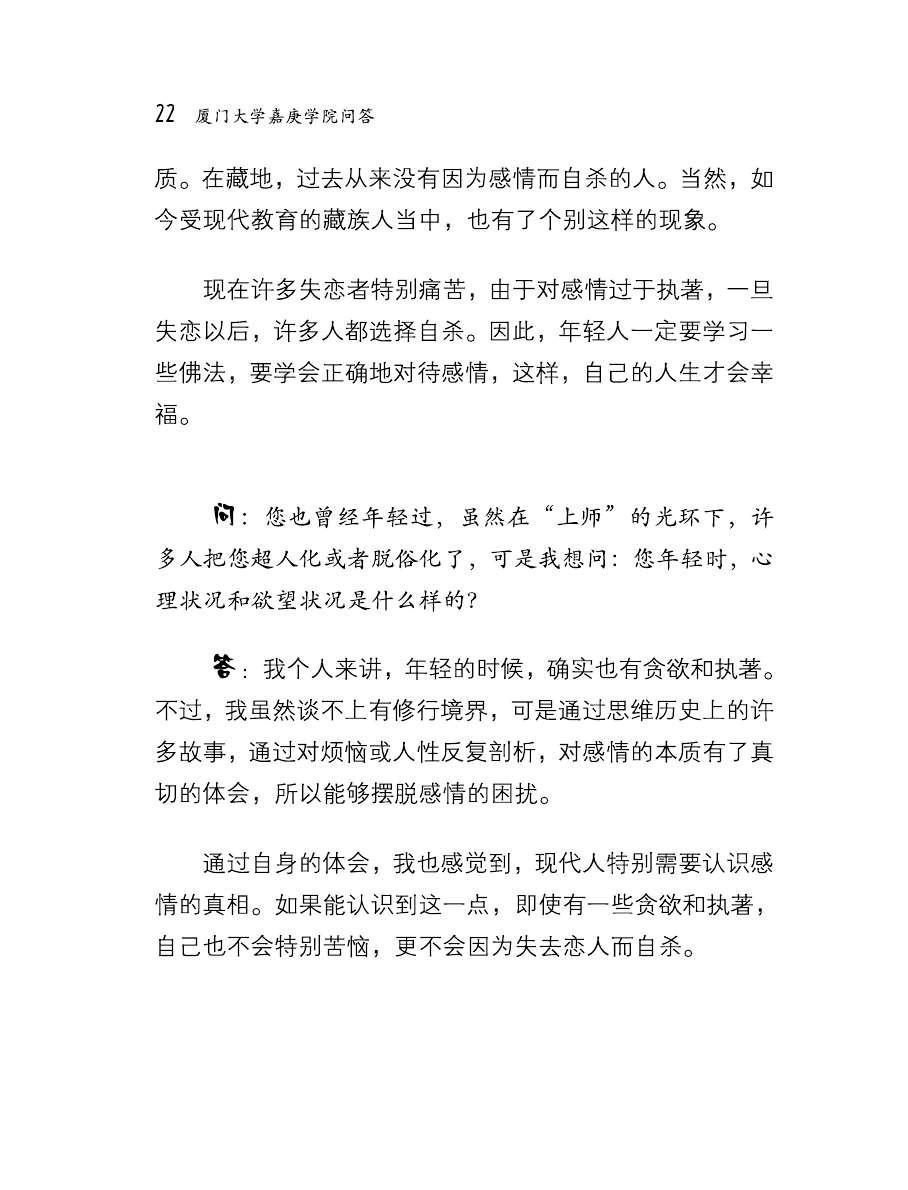 22 厦门大学嘉庚学院问答
质。在藏地，过去从来没有因为感情而自杀的人。当然，如
今受现代教育的藏族人当中，也有了个别这样的现象。
现在许多失恋者特别痛苦，由于对感情过于执著，一旦
失恋以后，许多人都选择自杀。因此，年轻人一定要学习一
些佛法，要学会正确地对待感情，这样，自己的人生才会幸
福。
问：您也曾经年轻过，虽然在“上师”的光环下，许
多人把您超人化或者脱俗化了，可是我想问：您年轻时，心
理状况和欲望状况是什么样的？
答：我个人来讲，年轻的时候，确实也有贪欲和执著。
不过，我虽然谈不上有修行境界，可是通过思维历史上的许
多故事，通过对烦恼或人性反复剖析，对感情的本质有了真
切的体会，所以能够摆脱感情的困扰。
通过自身的体会，我也感觉到，现代人特别需要认识感
情的真相。如果能认识到这一点，即使有一些贪欲和执著，
自己也不会特别苦恼，更不会因为失去恋人而自杀。